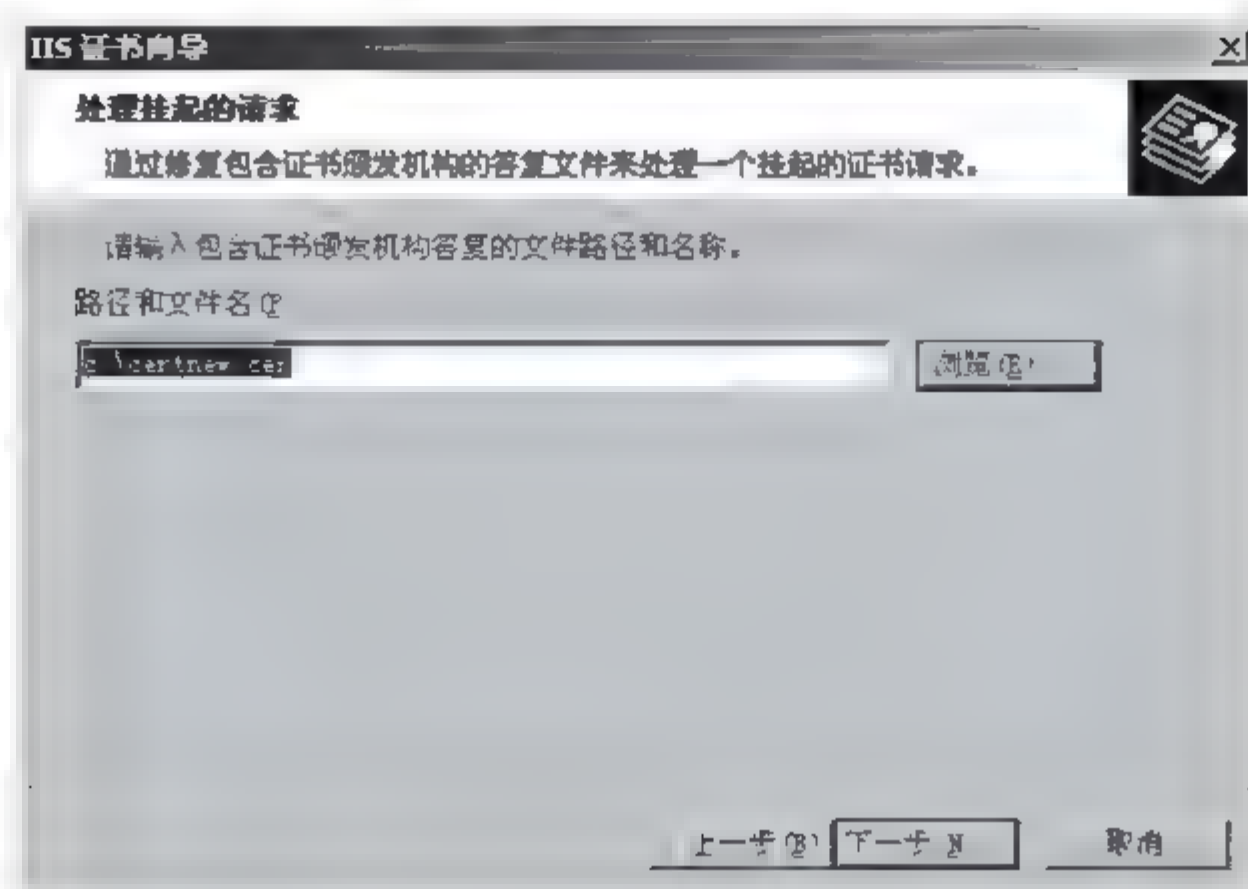 IIS 证书向导
处理挂起的请求
通过修复包含证书颁发机构的答复文件来处理一个挂起的证书请求。
请输入包含证书颁发机构答复的文件路径和名称。
路径和文件名(P)
c:\certnew.cer
浏览(R)
上一步(B) 下一步(N) 取消